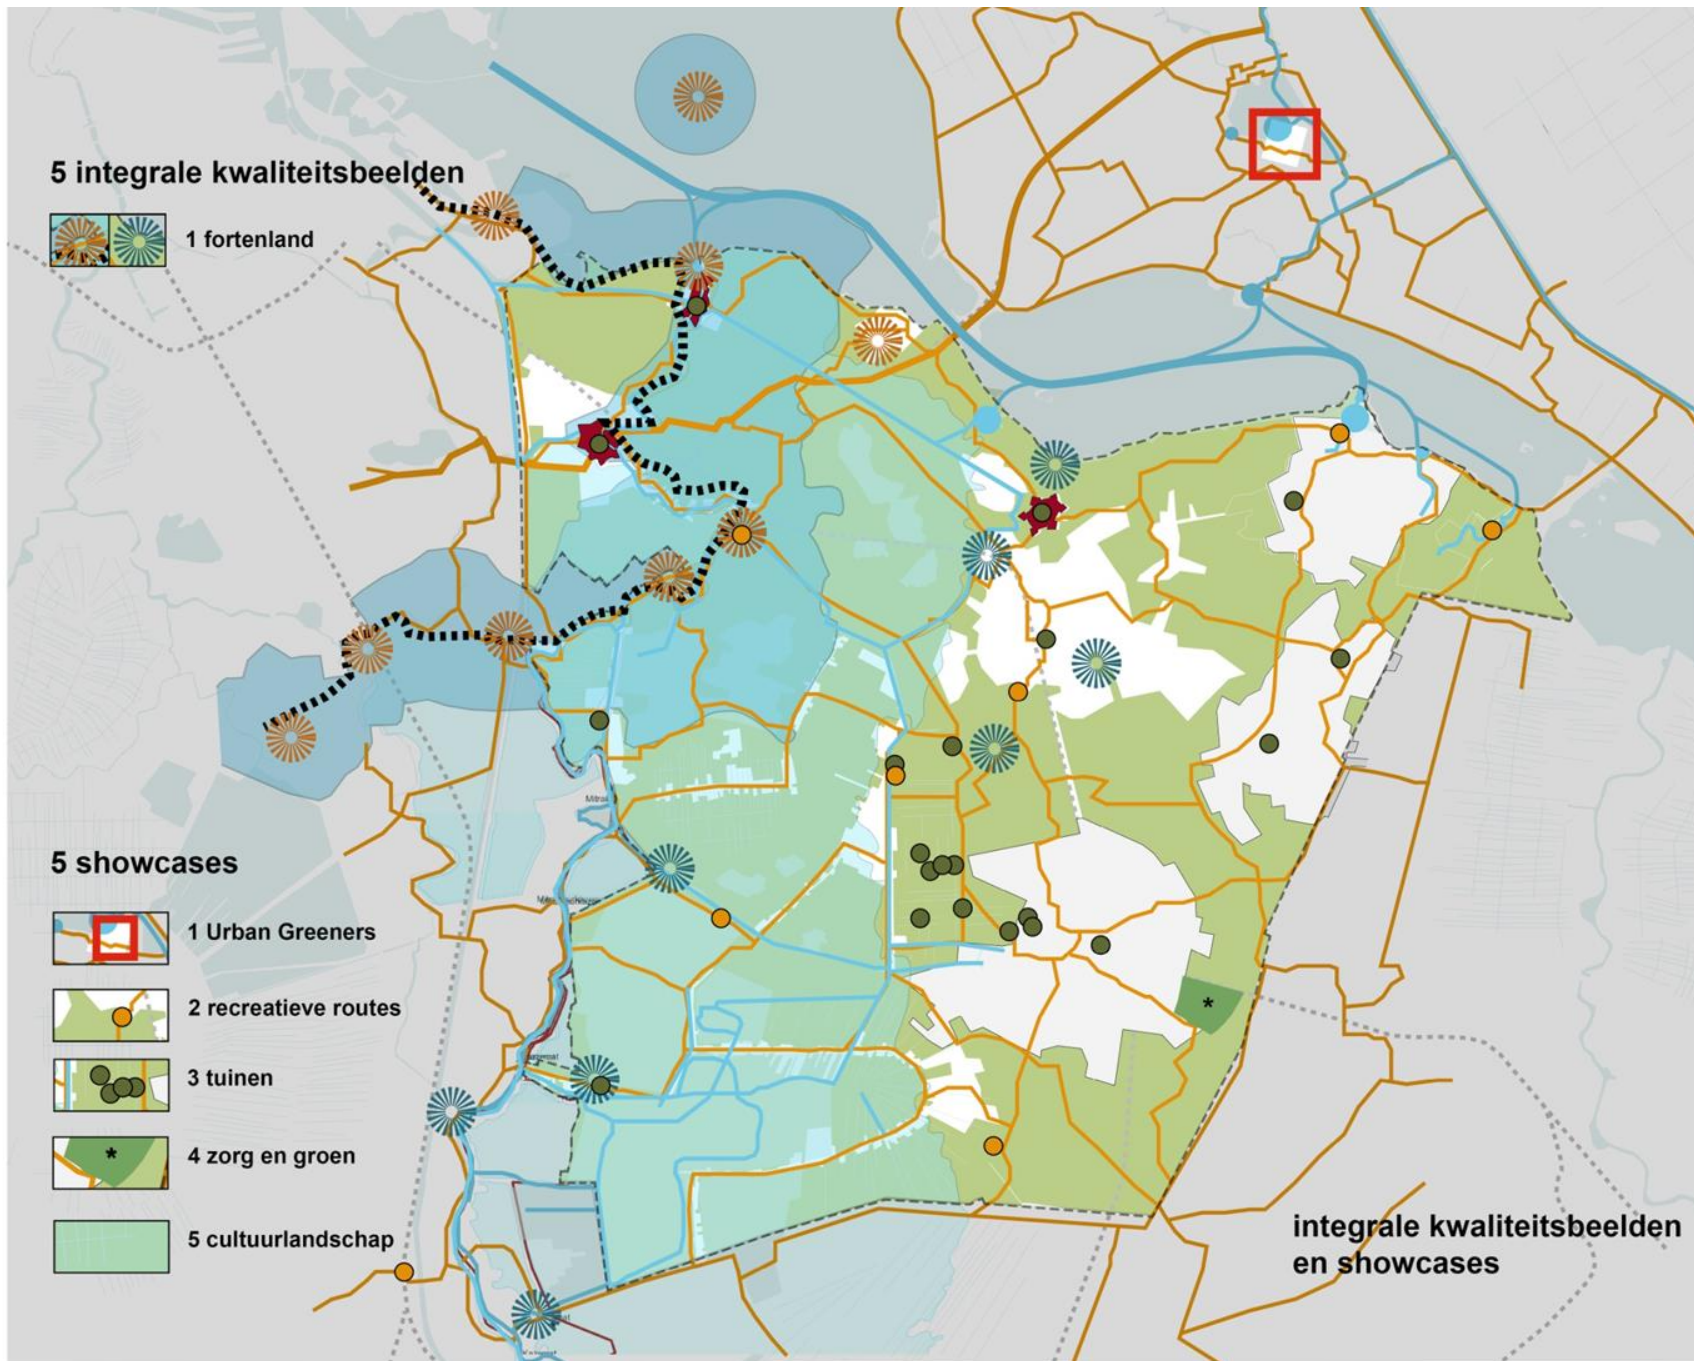 5 integrale kwaliteitsbeelden
1 fortenland
5 showcases
1 Urban Greeners
2 recreatieve routes
3 tuinen
*
4 zorg en groen
5 cultuurlandschap
*
integrale kwaliteitsbeelden
en showcases